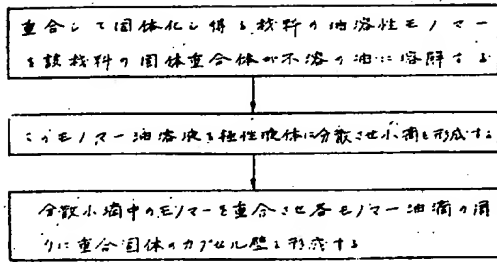 重合して固体化し得る材料の油溶性モノマー
を該材料の固体重合体が不溶の油に溶解する
このモノマー油溶液を極性液体に分散させ小滴を形成する
分散小滴中のモノマーを重合させ各モノマー油滴の周
りに重合固体のカプセル壁を形成する